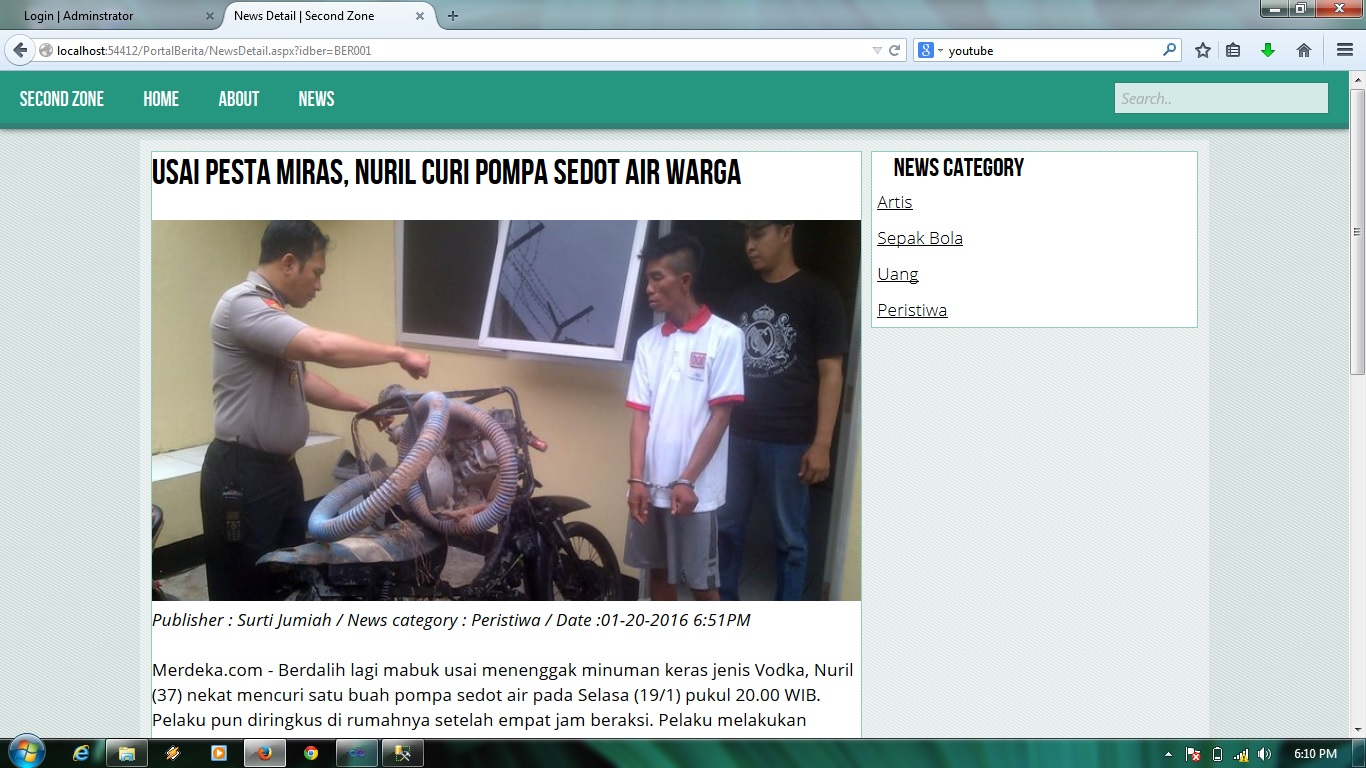 Login | Adminstrator
News Detail | Second Zone
localhost:54412/PortalBerita/NewsDetail.aspx?idber=BER001
youtube
SECOND ZONE
HOME
ABOUT
NEWS
Search..
USAI PESTA MIRAS, NURIL CURI POMPA SEDOT AIR WARGA
NEWS CATEGORY
Artis
Sepak Bola
Uang
Peristiwa
Publisher : Surti Jumiah / News category : Peristiwa / Date :01-20-2016 6:51PM
Merdeka.com - Berdalih lagi mabuk usai menenggak minuman keras jenis Vodka, Nuril
(37) nekat mencuri satu buah pompa sedot air pada Selasa (19/1) pukul 20.00 WIB.
Pelaku pun diringkus di rumahnya setelah empat jam beraksi. Pelaku melakukan
6:10 PM